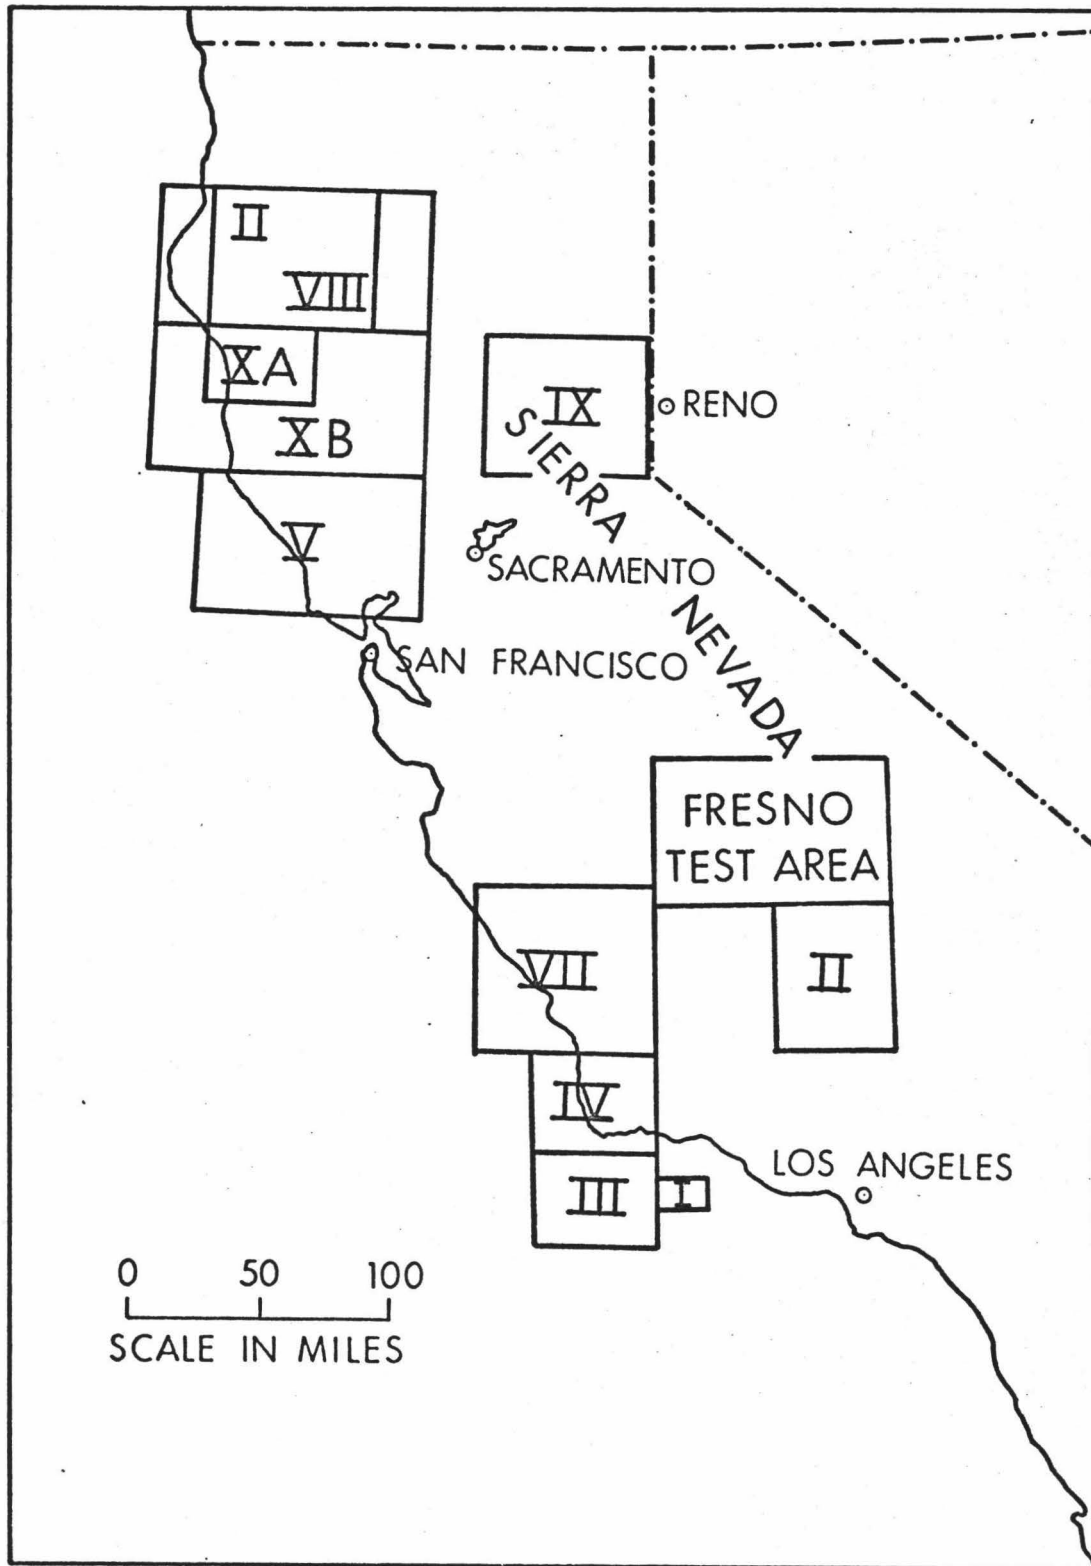 II
VIII
XA
XB
IX
RENO
SIERRA NEVADA
V
SACRAMENTO
SAN FRANCISCO
FRESNO
TEST AREA
VII
II
IV
LOS ANGELES
III
I
0 50 100
SCALE IN MILES